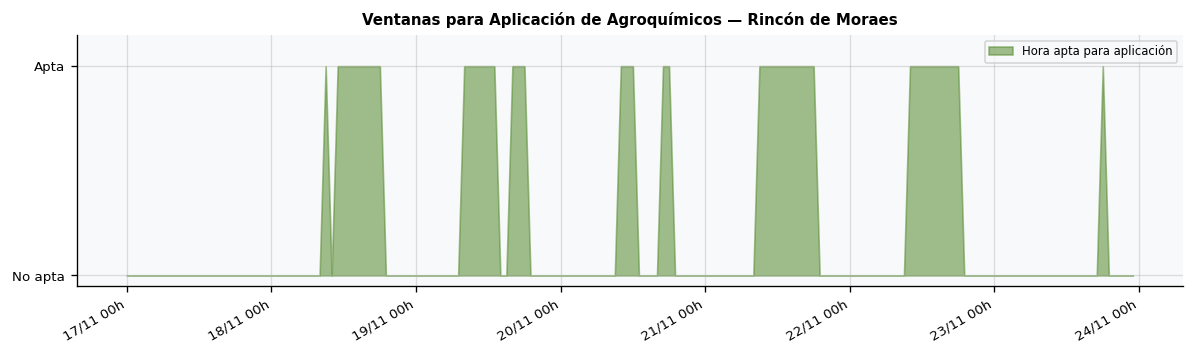 Ventanas para Aplicación de Agroquímicos — Rincón de Moraes
Hora apta para aplicación
Apta
No apta
17/11 00h
18/11 00h
19/11 00h
20/11 00h
21/11 00h
22/11 00h
23/11 00h
24/11 00h